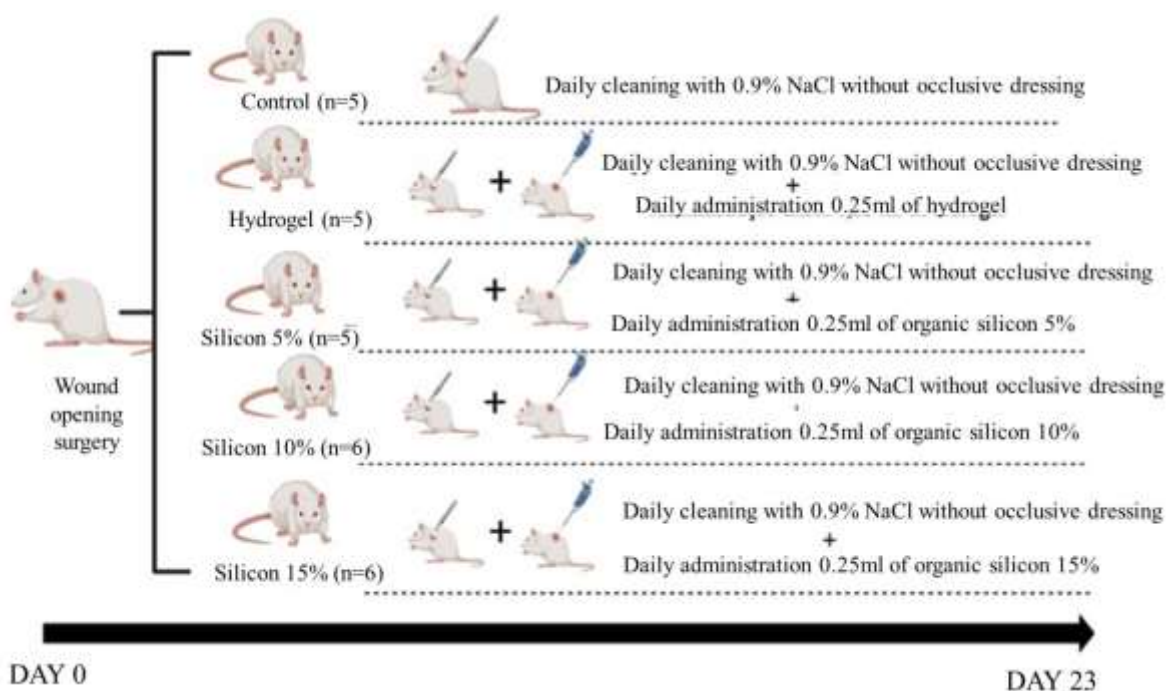 Control (n=5)
Daily cleaning with 0.9% NaCl without occlusive dressing
Hydrogel (n=5)
+
Daily cleaning with 0.9% NaCl without occlusive dressing
+
Daily administration 0.25ml of hydrogel
Silicon 5% (n=5)
+
Daily cleaning with 0.9% NaCl without occlusive dressing
+
Daily administration 0.25ml of organic silicon 5%
Wound
opening
surgery
Silicon 10% (n=6)
+
Daily cleaning with 0.9% NaCl without occlusive dressing
Daily administration 0.25ml of organic silicon 10%
Silicon 15% (n=6)
+
Daily cleaning with 0.9% NaCl without occlusive dressing
+
Daily administration 0.25ml of organic silicon 15%
DAY 0
DAY 23